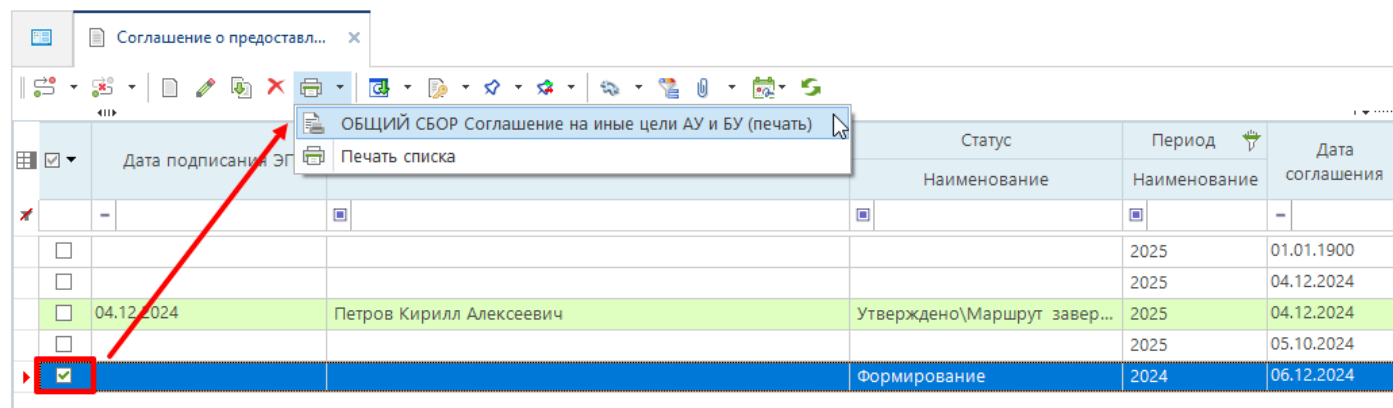 Соглашение о предоставл...
ОБЩИЙ СБОР Соглашение на иные цели АУ и БУ (печать)
Печать списка
Дата подписания ЭП
Статус
Период
Дата соглашения
Наименование
Наименование
2025 01.01.1900
2025 04.12.2024
04.12.2024 Петров Кирилл Алексеевич Утверждено\Маршрут завер... 2025 04.12.2024
2025 05.10.2024
Формирование 2024 06.12.2024